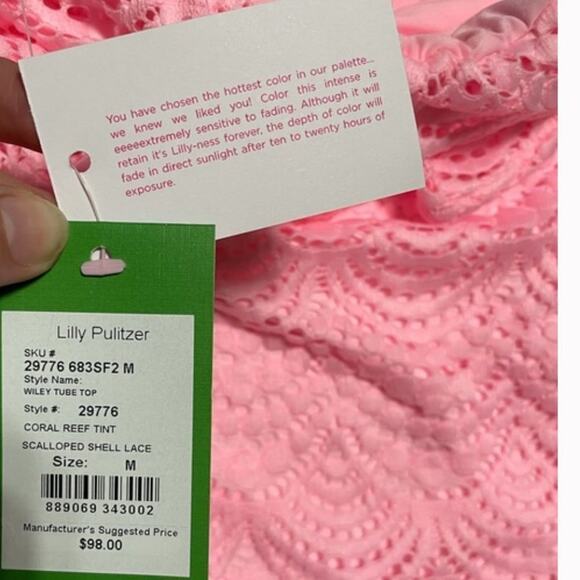 You have chosen the hottest color in our palette...
we knew we liked you! Color this intense is
eeeeextremely sensitive to fading. Although it will
retain it's Lilly-ness forever, the depth of color will
fade in direct sunlight after ten to twenty hours of
exposure.
Lilly Pulitzer
SKU #
29776 683SF2 M
Style Name:
WILEY TUBE TOP
Style #: 29776
CORAL REEF TINT
SCALLOPED SHELL LACE
Size: M
889069 343002
Manufacturer's Suggested Price
$98.00